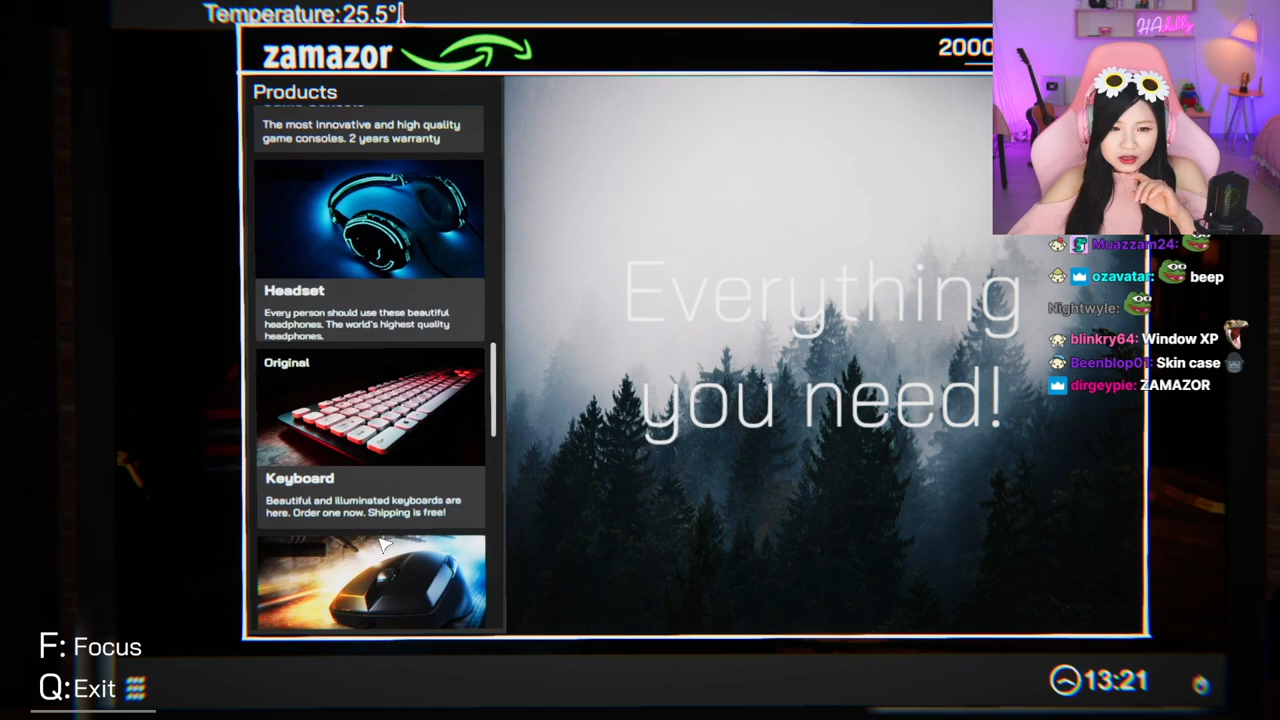 Temperature: 25.5°
zamazor
2000
Products
The most innovative and high quality
game consoles. 2 years warranty
Headset
Every person should use these beautiful
headphones. The world's highest quality
headphones.
Original
Keyboard
Beautiful and illuminated keyboards are
here. Order one now. Shipping is free!
Everything
you need!
HAchilly
Muazzam24:
ozavatar: beep
Nightwyle:
blinkry64: Window XP
Beenblop07: Skin case
dirgeypie: ZAMAZOR
F: Focus
Q: Exit
13:21